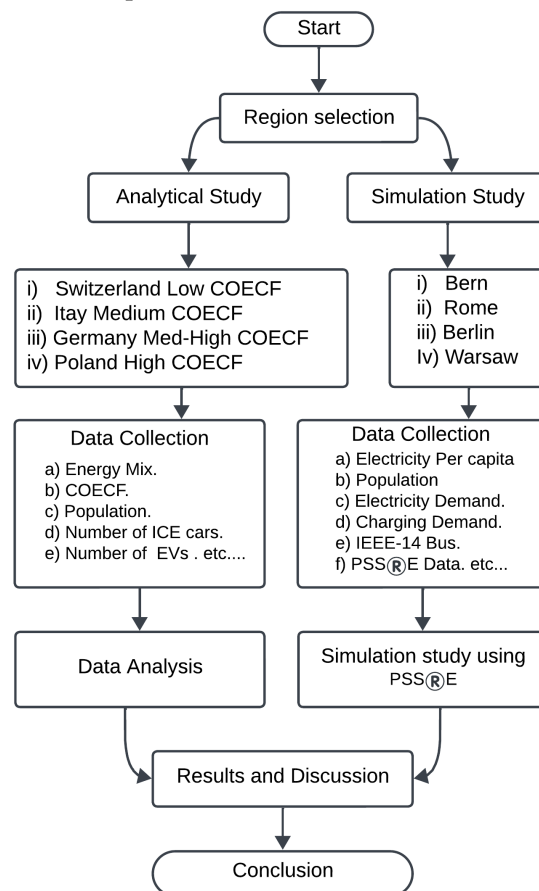 Start
Region selection
Analytical Study
Simulation Study
i) Switzerland Low COECF
ii) Itay Medium COECF
iii) Germany Med-High COECF
iv) Poland High COECF
i) Bern
ii) Rome
iii) Berlin
Iv) Warsaw
Data Collection
a) Energy Mix.
b) COECF.
c) Population.
d) Number of ICE cars.
e) Number of EVs . etc....
Data Collection
a) Electricity Per capita
b) Population
c) Electricity Demand.
d) Charging Demand.
e) IEEE-14 Bus.
f) PSS®E Data. etc...
Data Analysis
Simulation study using
PSS®E
Results and Discussion
Conclusion